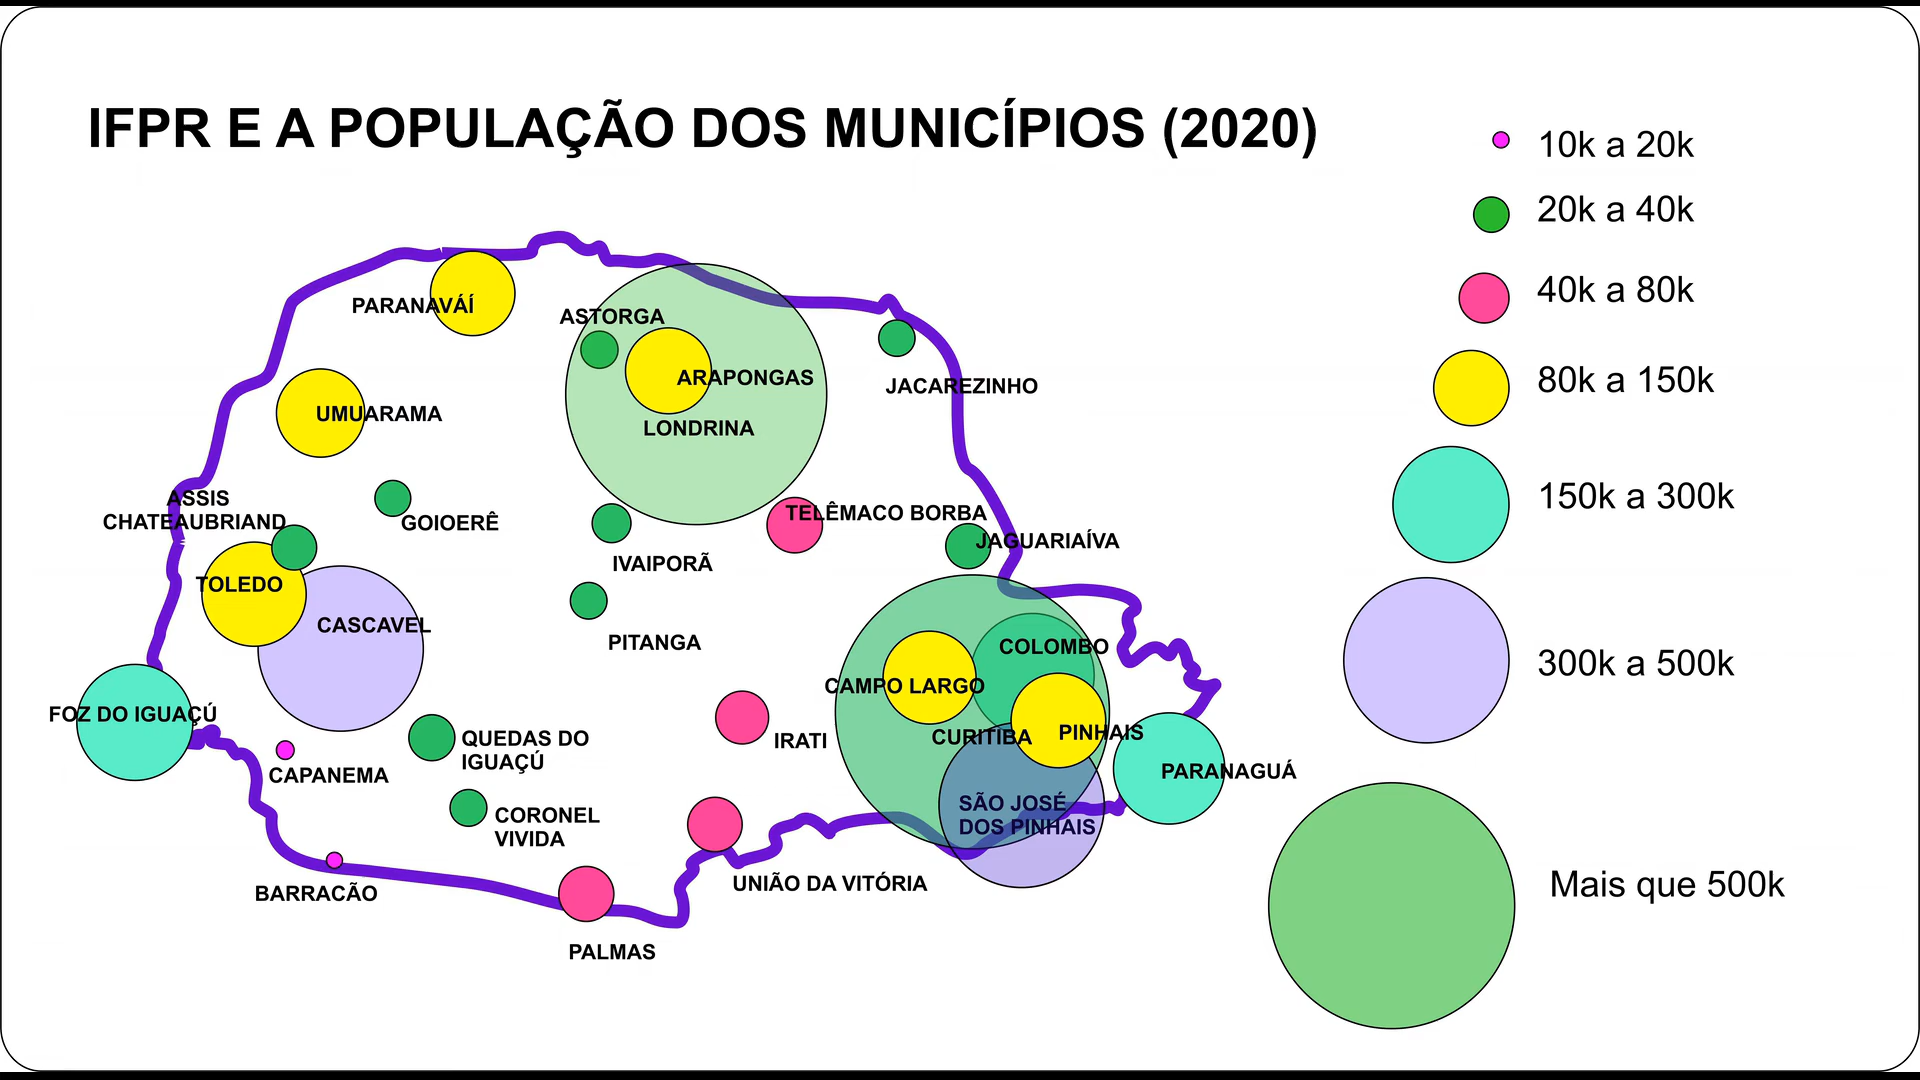 IFPR E A POPULAÇÃO DOS MUNICÍPIOS (2020)
10k a 20k
20k a 40k
40k a 80k
80k a 150k
150k a 300k
300k a 500k
Mais que 500k
PARANAVÁÍ
ASTORGA
ARAPONGAS
LONDRINA
JACAREZINHO
UMUARAMA
ASSIS
CHATEAUBRIAND
GOIOERÊ
TELÊMACO BORBA
JAGUARIAÍVA
IVAIPORÃ
TOLEDO
CASCAVEL
PITANGA
COLOMBO
CAMPO LARGO
FOZ DO IGUAÇÚ
CURITIBA
PINHAIS
QUEDAS DO
IGUAÇÚ
IRATI
PARANAGUÁ
CAPANEMA
SÃO JOSÉ
DOS PINHAIS
CORONEL
VIVIDA
BARRACÃO
UNIÃO DA VITÓRIA
PALMAS